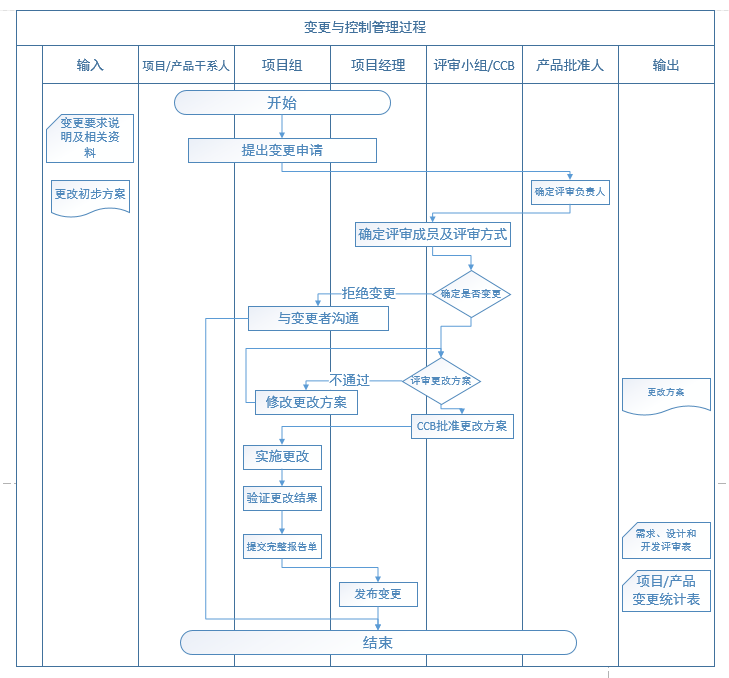 变更与控制管理过程
输入
项目/产品干系人
项目组
项目经理
评审小组/CCB
产品批准人
输出
开始
变更要求说
明及相关资
料
提出变更申请
更改初步方案
确定评审负责人
确定评审成员及评审方式
拒绝变更
确定是否变更
与变更者沟通
不通过
评审更改方案
更改方案
修改更改方案
CCB批准更改方案
实施更改
验证更改结果
提交完整报告单
需求、设计和
开发评审表
发布变更
项目/产品
变更统计表
结束